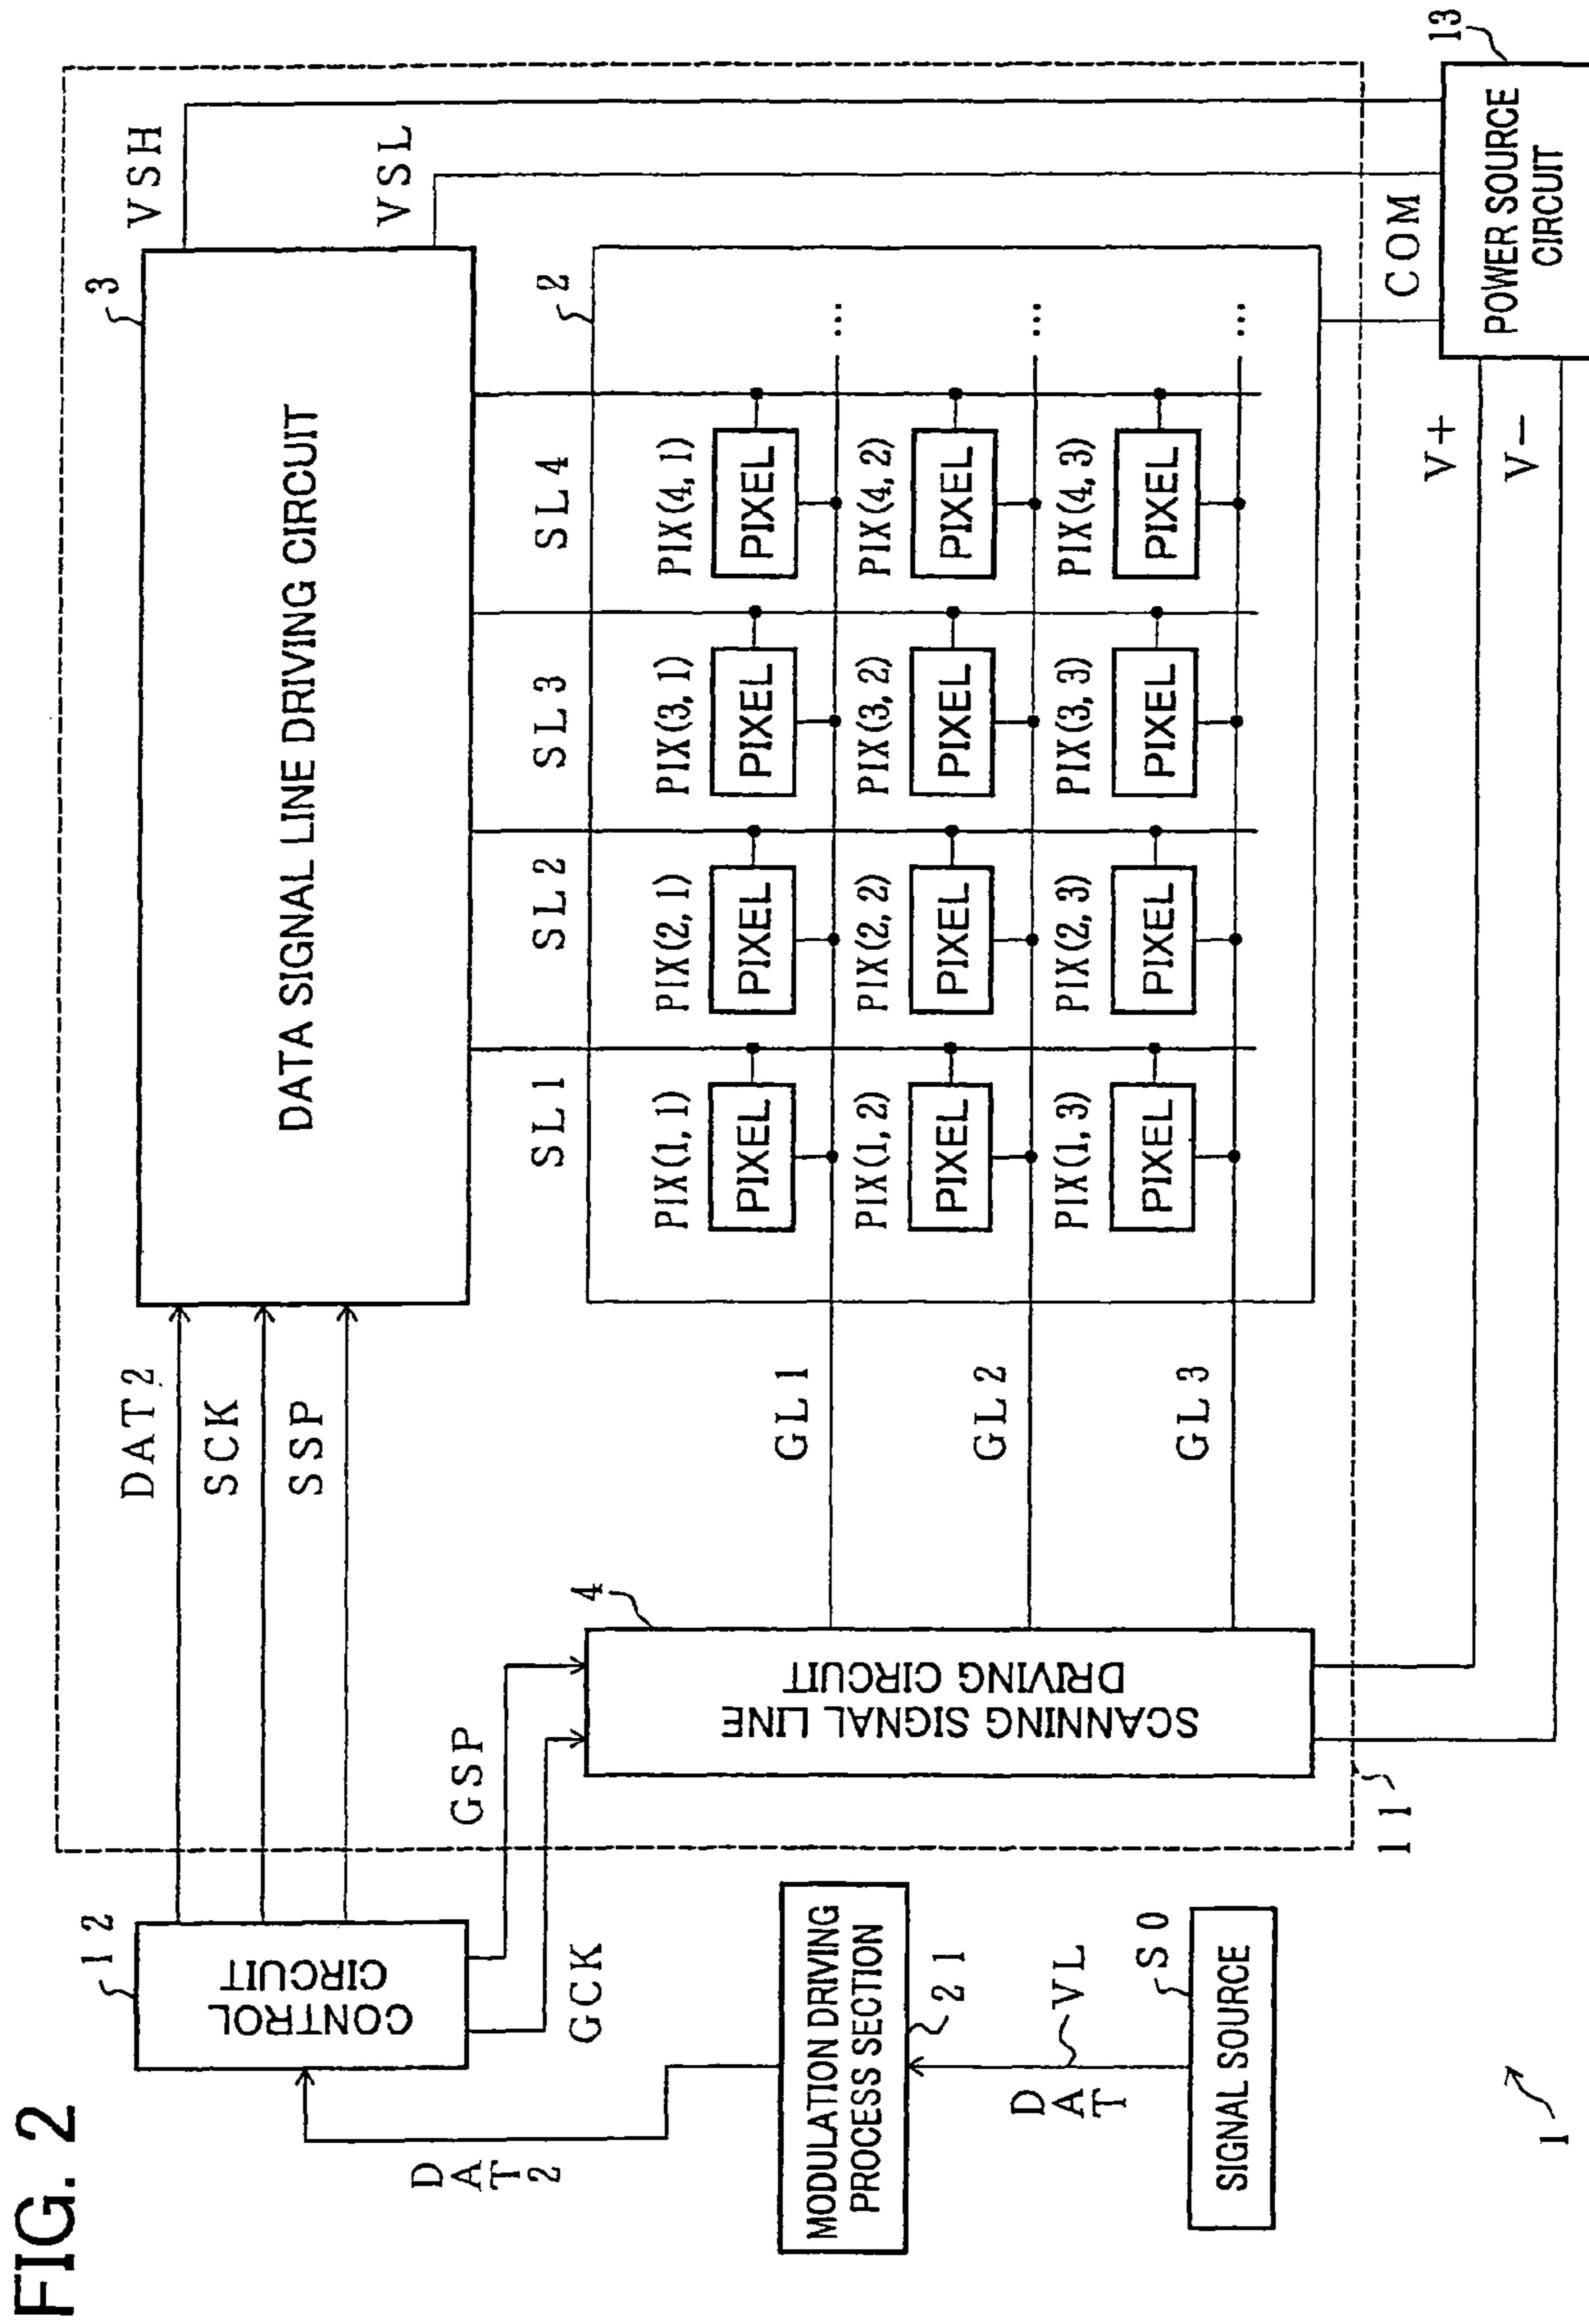 FIG. 2
VSH
VSL
3
DATA SIGNAL LINE DRIVING CIRCUIT
DAT2
SCK
SSP
12
CONTROL
CIRCUIT
GSP
GCK
SL1
SL2
SL3
SL4
2
PIX(1,1)
PIX(2,1)
PIX(3,1)
PIX(4,1)
PIXEL
PIXEL
PIXEL
PIXEL
...
GL1
PIX(1,2)
PIX(2,2)
PIX(3,2)
PIX(4,2)
PIXEL
PIXEL
PIXEL
PIXEL
...
GL2
PIX(1,3)
PIX(2,3)
PIX(3,3)
PIX(4,3)
PIXEL
PIXEL
PIXEL
PIXEL
...
GL3
4
SCANNING SIGNAL LINE
DRIVING CIRCUIT
DAT2
MODULATION DRIVING
PROCESS SECTION
21
DAT
VL
S0
SIGNAL SOURCE
11
COM
13
POWER SOURCE
CIRCUIT
V+
V-
1